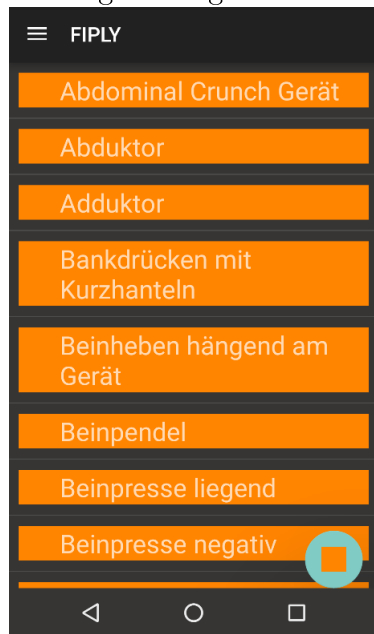 FIPLY
Abdominal Crunch Gerät
Abduktor
Adduktor
Bankdrücken mit
Kurzhanteln
Beinheben hängend am
Gerät
Beinpendel
Beinpresse liegend
Beinpresse negativ